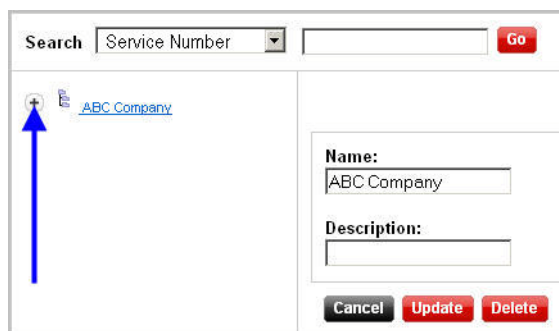 Search Service Number Go
ABC Company
Name:
ABC Company
Description:
Cancel Update Delete